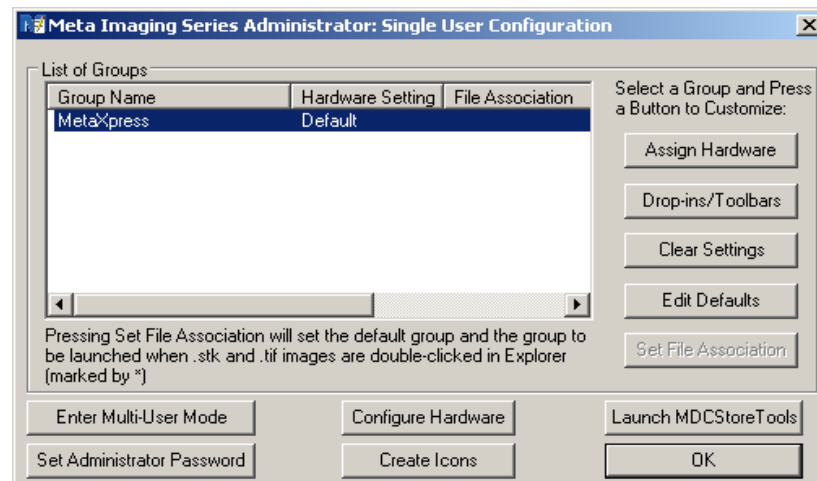 Meta Imaging Series Administrator: Single User Configuration
List of Groups
Group Name Hardware Setting File Association
MetaXpress Default
Select a Group and Press
a Button to Customize:
Assign Hardware
Drop-ins/Toolbars
Clear Settings
Edit Defaults
Set File Association
Pressing Set File Association will set the default group and the group to
be launched when .stk and .tif images are double-clicked in Explorer
(marked by *)
Enter Multi-User Mode Configure Hardware Launch MDCStoreTools
Set Administrator Password Create Icons OK